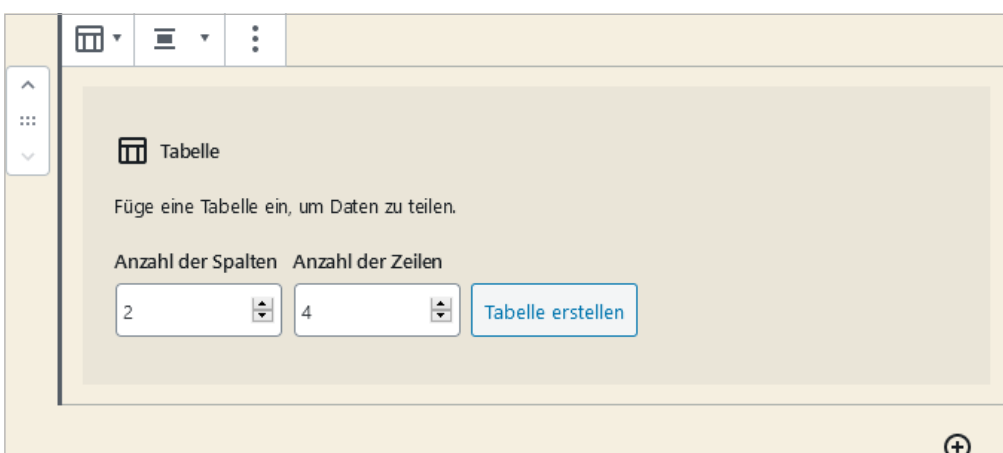 Tabelle
Füge eine Tabelle ein, um Daten zu teilen.
Anzahl der Spalten Anzahl der Zeilen
2 4 Tabelle erstellen